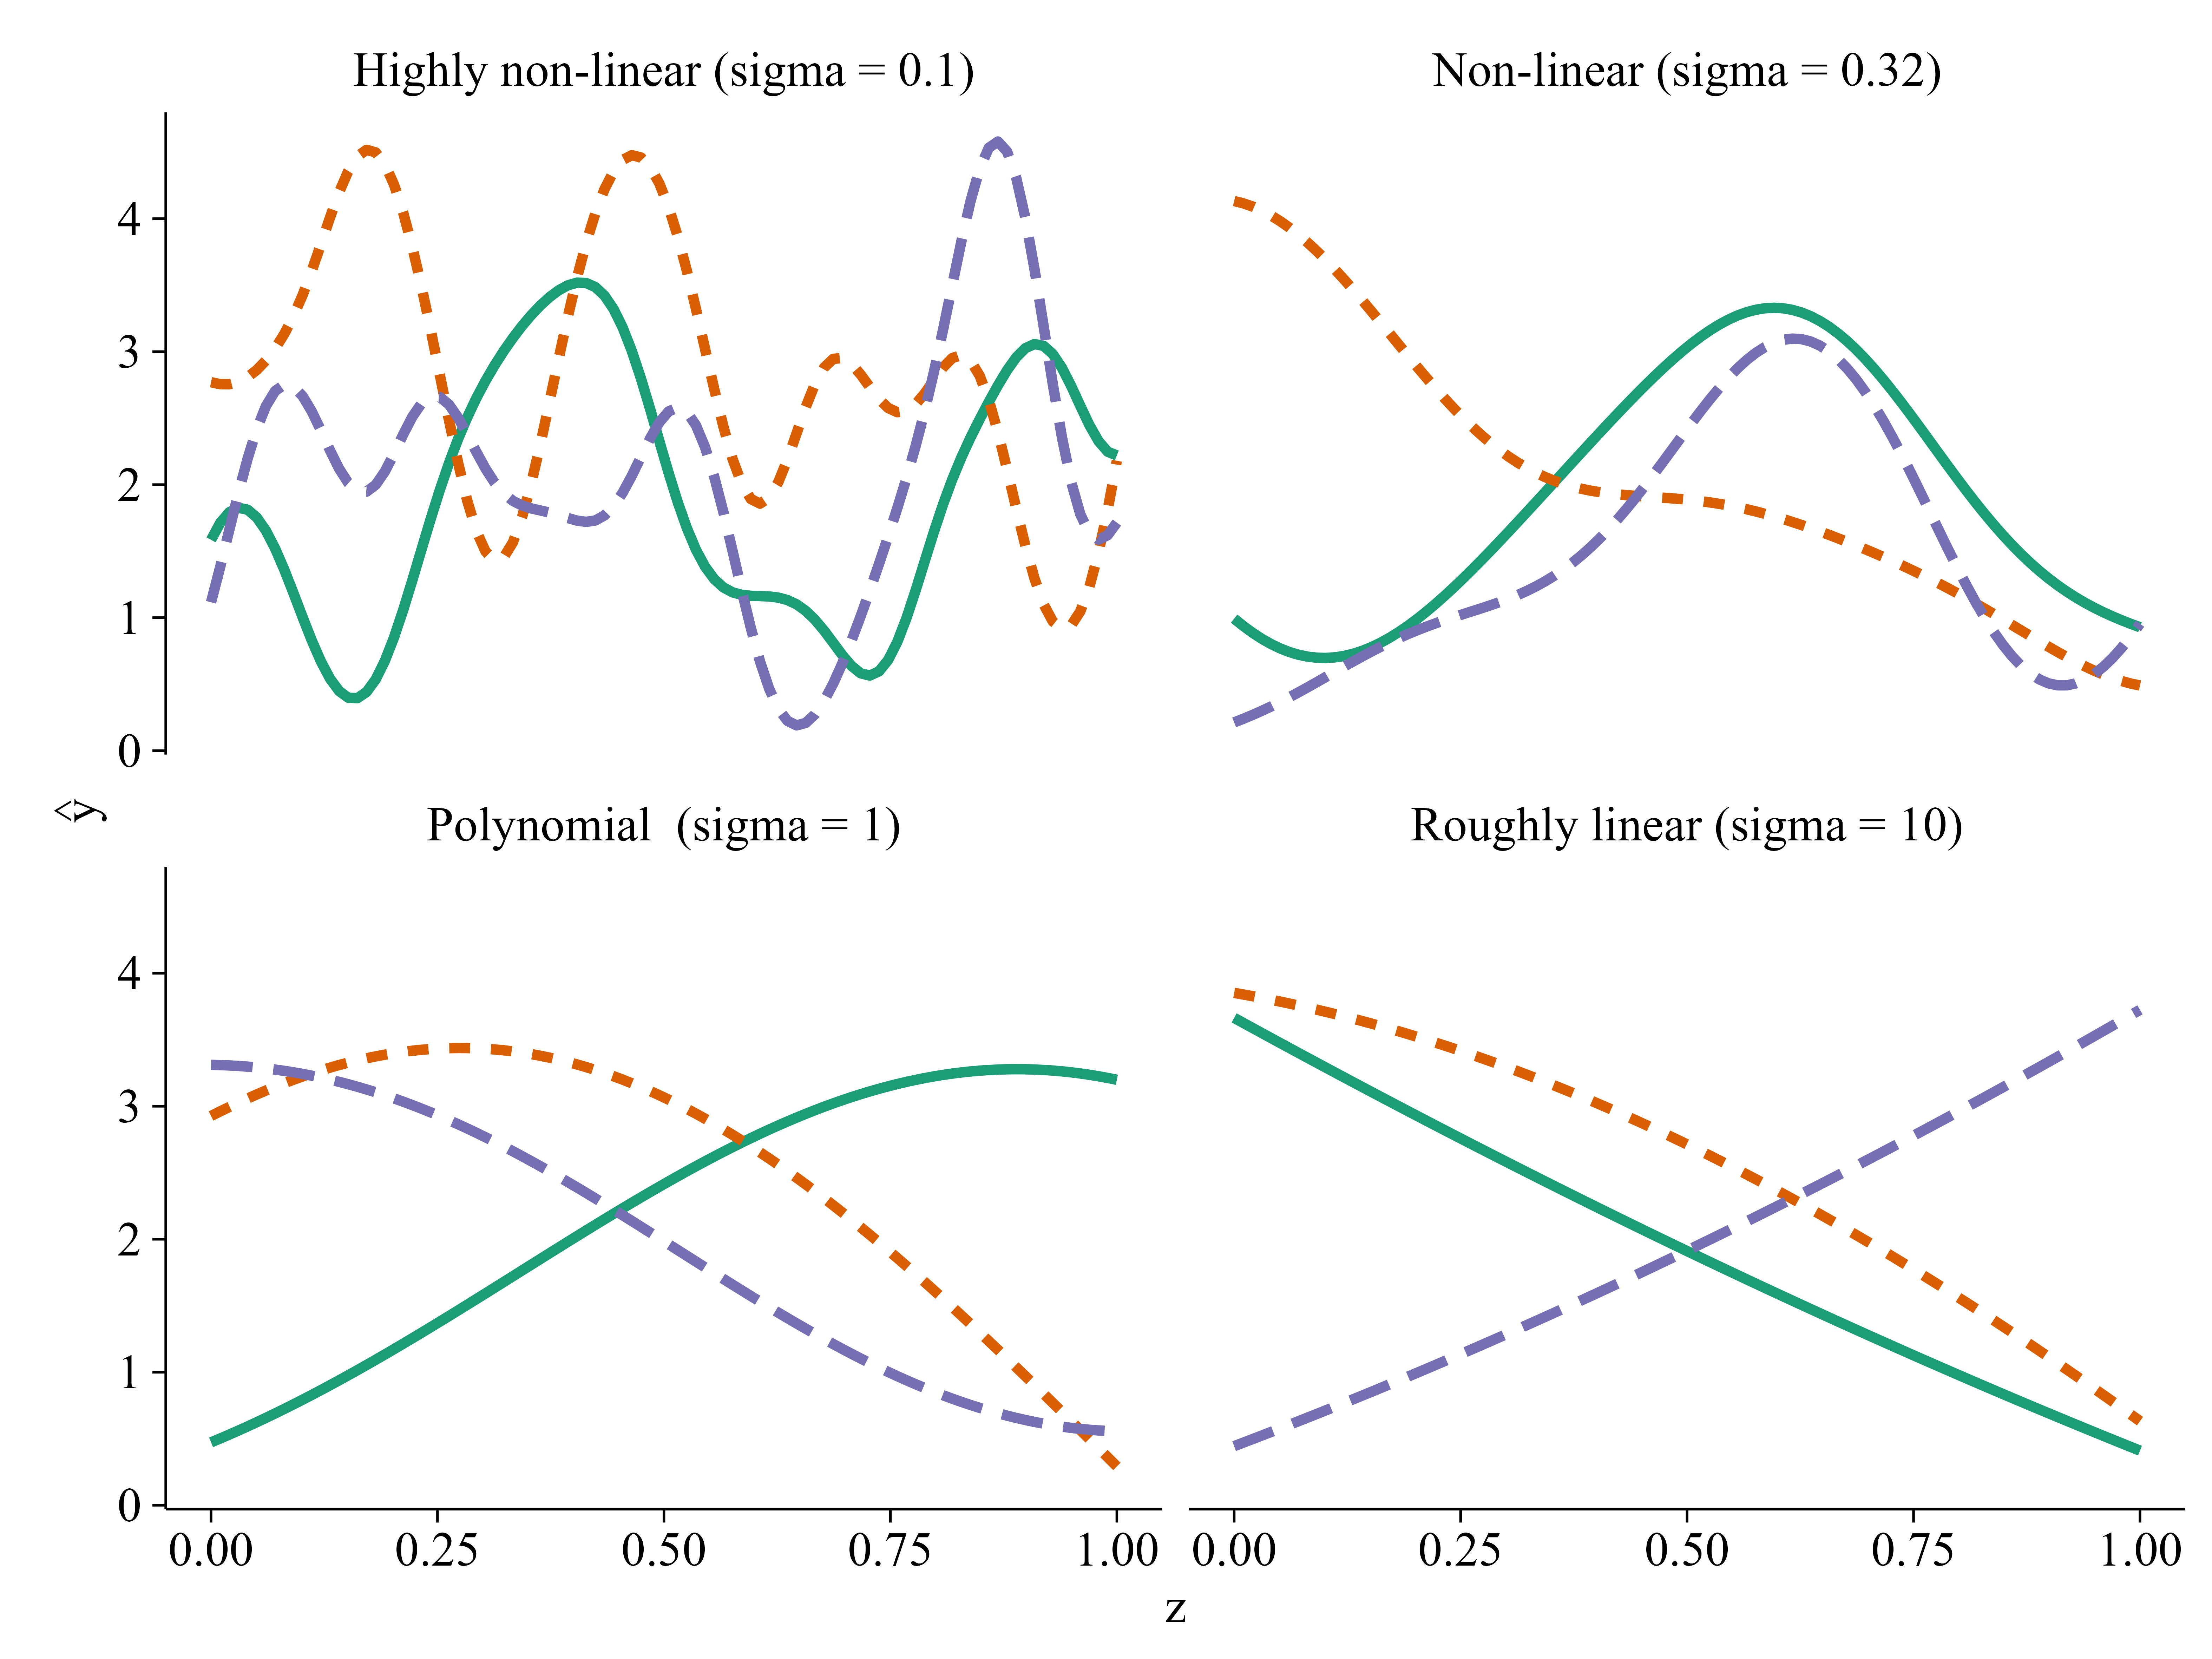 Highly non-linear (sigma = 0.1)
Non-linear (sigma = 0.32)
4
3
2
1
0
ŷ
Polynomial  (sigma = 1)
Roughly linear (sigma = 10)
4
3
2
1
0
0.00 0.25 0.50 0.75 1.00 0.00 0.25 0.50 0.75 1.00
z